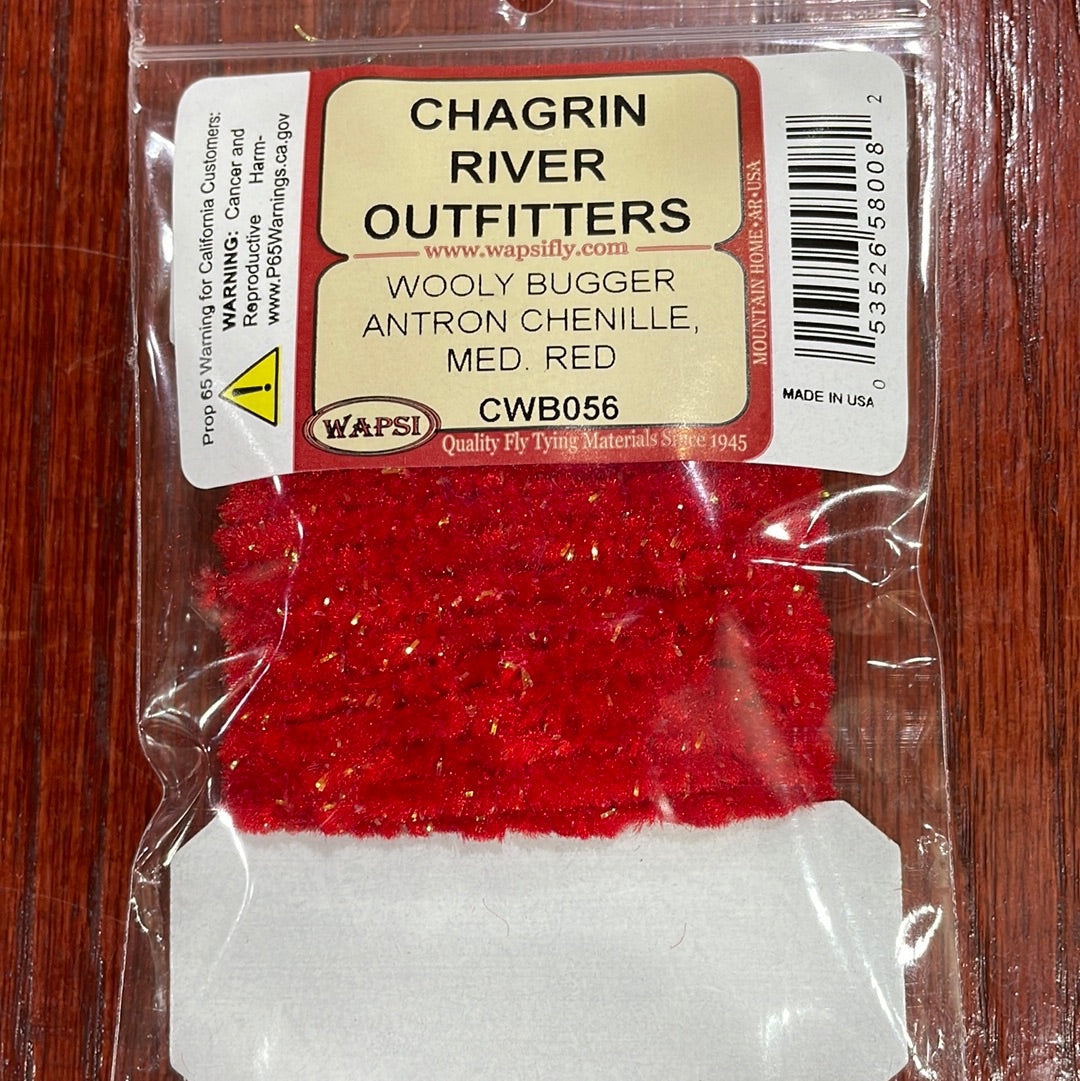 Prop 65 Warning for California Customers:
WARNING: Cancer and
Reproductive Harm-
www.P65Warnings.ca.gov
CHAGRIN
RIVER
OUTFITTERS
www.wapsifly.com
WOOLY BUGGER
ANTRON CHENILLE,
MED. RED
CWB056
WAPSI
Quality Fly Tying Materials Since 1945
MOUNTAIN HOME•AR•USA
0 53526 58008 2
MADE IN USA